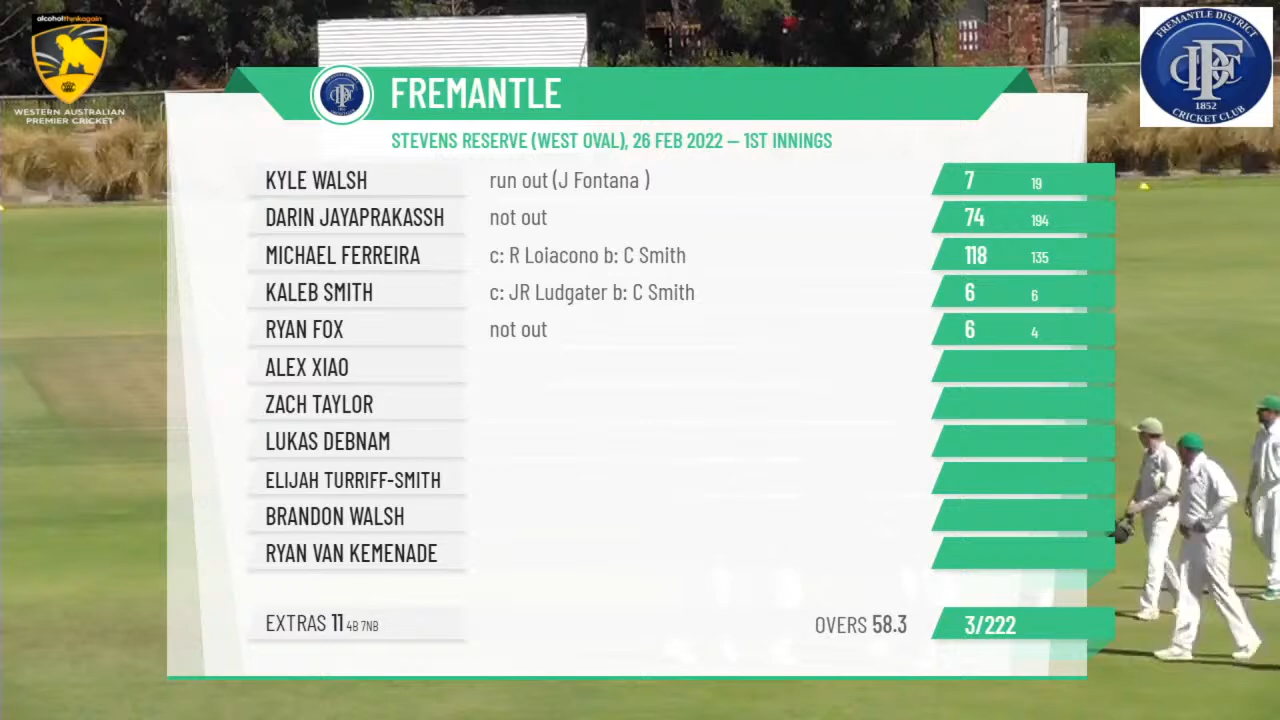 alcoholthinkagain
WESTERN AUSTRALIAN
PREMIER CRICKET
FREMANTLE DISTRICT
1852
CRICKET CLUB
FREMANTLE
STEVENS RESERVE (WEST OVAL), 26 FEB 2022 – 1ST INNINGS
KYLE WALSH run out (J Fontana ) 7 19
DARIN JAYAPRAKASSH not out 74 194
MICHAEL FERREIRA c: R Loiacono b: C Smith 118 135
KALEB SMITH c: JR Ludgater b: C Smith 6 6
RYAN FOX not out 6 4
ALEX XIAO
ZACH TAYLOR
LUKAS DEBNAM
ELIJAH TURRIFF-SMITH
BRANDON WALSH
RYAN VAN KEMENADE
EXTRAS 11 4B 7NB OVERS 58.3 3/222